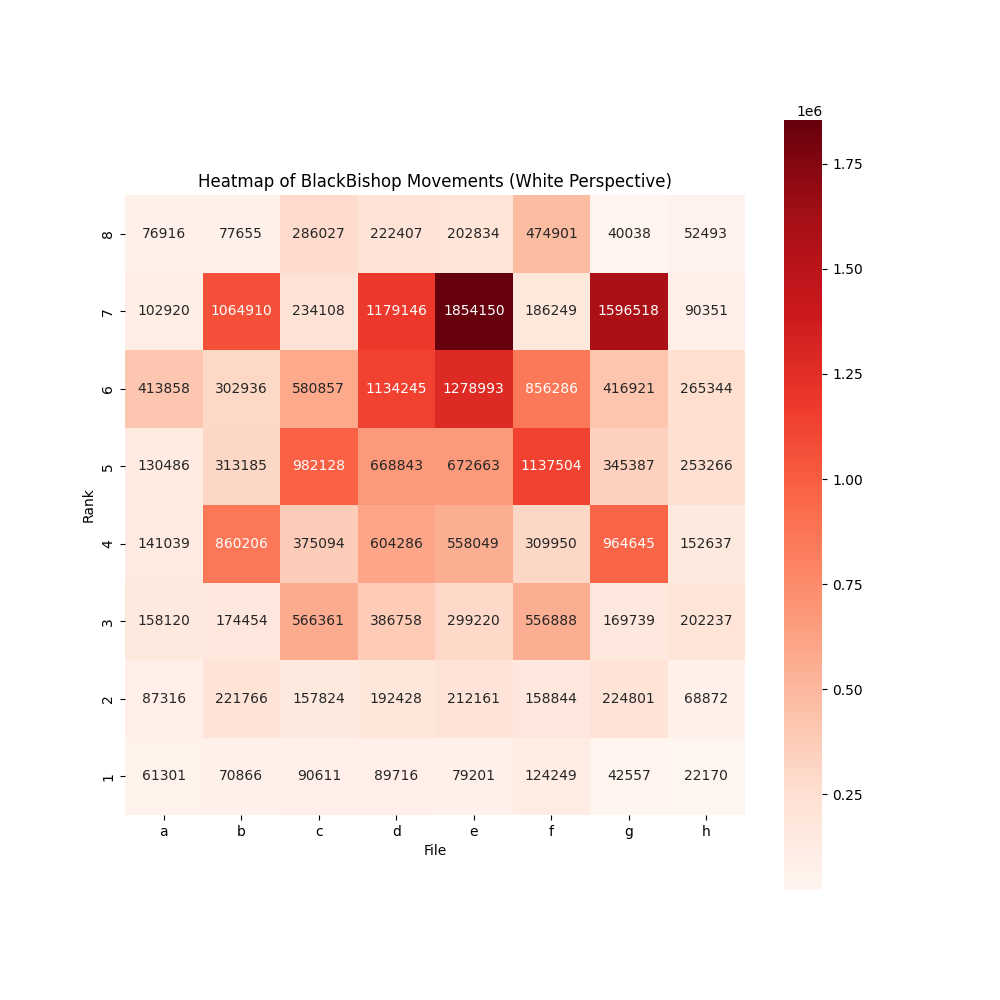 1e6
Heatmap of BlackBishop Movements (White Perspective)
8 76916 77655 286027 222407 202834 474901 40038 52493
7 102920 1064910 234108 1179146 1854150 186249 1596518 90351
6 413858 302936 580857 1134245 1278993 856286 416921 265344
5 130486 313185 982128 668843 672663 1137504 345387 253266
4 141039 860206 375094 604286 558049 309950 964645 152637
3 158120 174454 566361 386758 299220 556888 169739 202237
2 87316 221766 157824 192428 212161 158844 224801 68872
1 61301 70866 90611 89716 79201 124249 42557 22170
a b c d e f g h
File
Rank
1.75
1.50
1.25
1.00
0.75
0.50
0.25